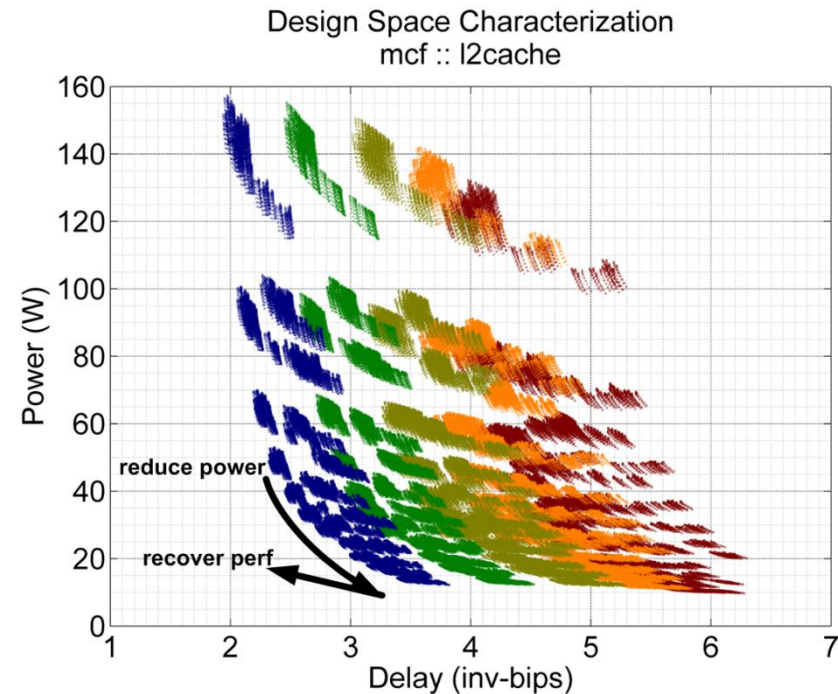 Design Space Characterization
mcf :: l2cache
160
140
120
100
80
60
40
20
0
Power (W)
reduce power
recover perf
1 2 3 4 5 6 7
Delay (inv-bips)